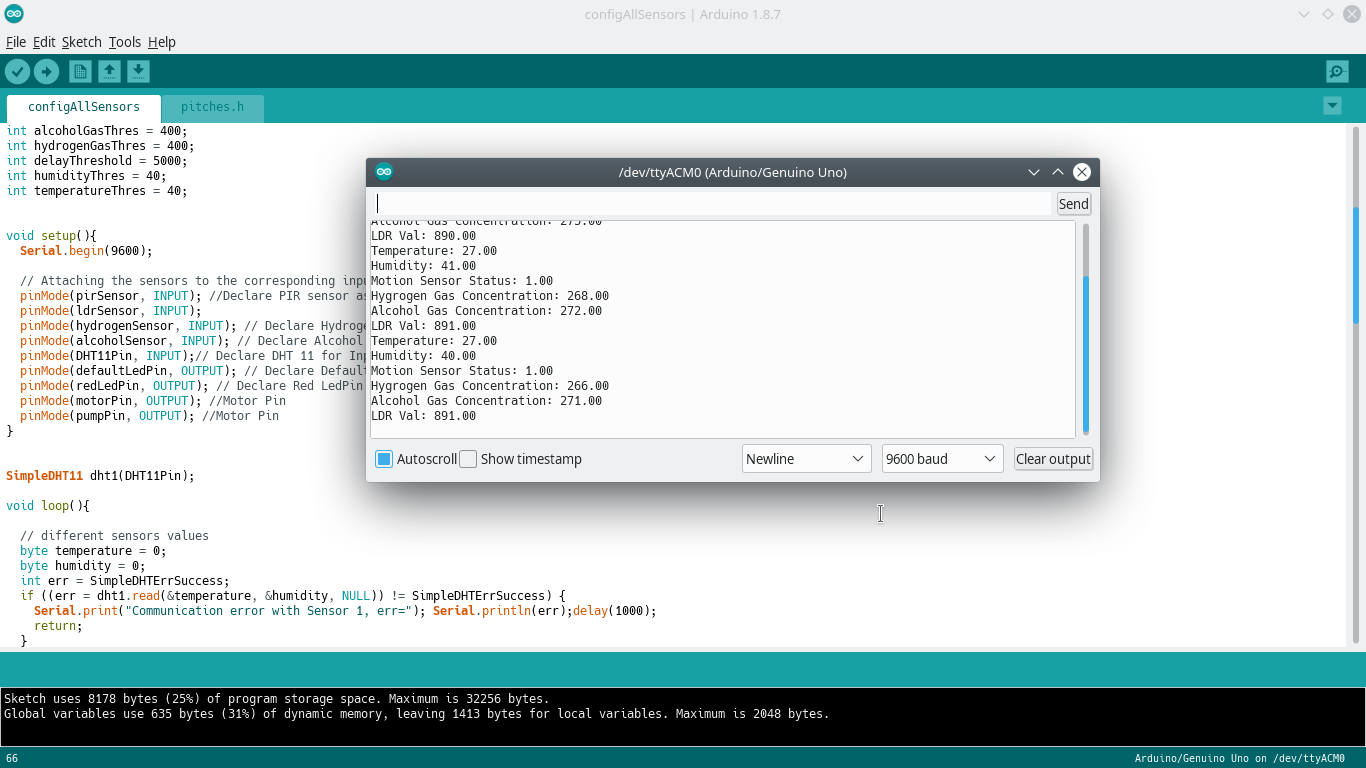 configAllSensors | Arduino 1.8.7
File Edit Sketch Tools Help
configAllSensors pitches.h
int alcoholGasThres = 400;
int hydrogenGasThres = 400;
int delayThreshold = 5000;
int humidityThres = 40;
int temperatureThres = 40;
void setup(){
Serial.begin(9600);
// Attaching the sensors to the corresponding inpu
pinMode(pirSensor, INPUT); //Declare PIR sensor as
pinMode(ldrSensor, INPUT);
pinMode(hydrogenSensor, INPUT); // Declare Hydroge
pinMode(alcoholSensor, INPUT); // Declare Alcohol
pinMode(DHT11Pin, INPUT);// Declare DHT 11 for Inp
pinMode(defaultLedPin, OUTPUT); // Declare Default
pinMode(redLedPin, OUTPUT); // Declare Red LedPin
pinMode(motorPin, OUTPUT); //Motor Pin
pinMode(pumpPin, OUTPUT); //Motor Pin
}
SimpleDHT11 dht1(DHT11Pin);
void loop(){
// different sensors values
byte temperature = 0;
byte humidity = 0;
int err = SimpleDHTErrSuccess;
if ((err = dht1.read(&temperature, &humidity, NULL)) != SimpleDHTErrSuccess) {
Serial.print("Communication error with Sensor 1, err="); Serial.println(err);delay(1000);
return;
}
/dev/ttyACM0 (Arduino/Genuino Uno)
Send
Alcohol Gas Concentration: 273.00
LDR Val: 890.00
Temperature: 27.00
Humidity: 41.00
Motion Sensor Status: 1.00
Hygrogen Gas Concentration: 268.00
Alcohol Gas Concentration: 272.00
LDR Val: 891.00
Temperature: 27.00
Humidity: 40.00
Motion Sensor Status: 1.00
Hygrogen Gas Concentration: 266.00
Alcohol Gas Concentration: 271.00
LDR Val: 891.00
Autoscroll Show timestamp Newline 9600 baud Clear output
Sketch uses 8178 bytes (25%) of program storage space. Maximum is 32256 bytes.
Global variables use 635 bytes (31%) of dynamic memory, leaving 1413 bytes for local variables. Maximum is 2048 bytes.
66 Arduino/Genuino Uno on /dev/ttyACM0